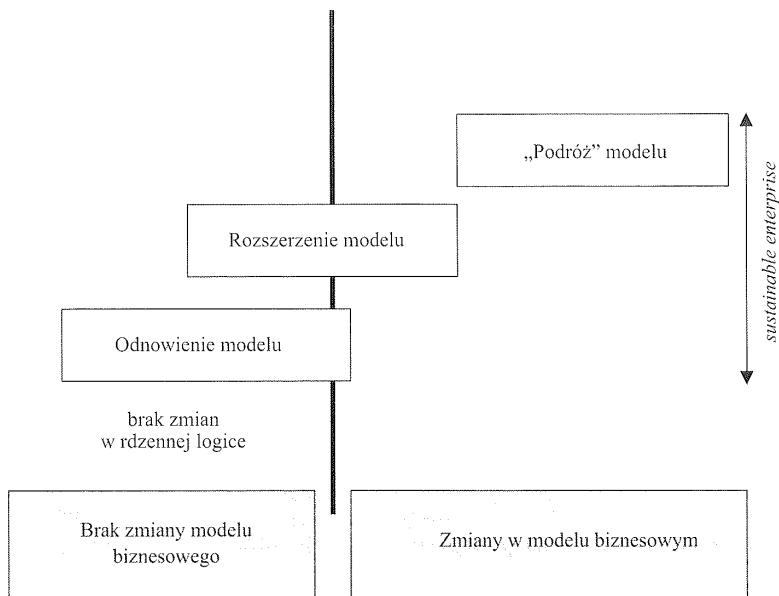 „Podróż” modelu
sustainable enterprise
Rozszerzenie modelu
Odnowienie modelu
brak zmian
w rdzennej logice
Brak zmiany modelu
biznesowego
Zmiany w modelu biznesowym